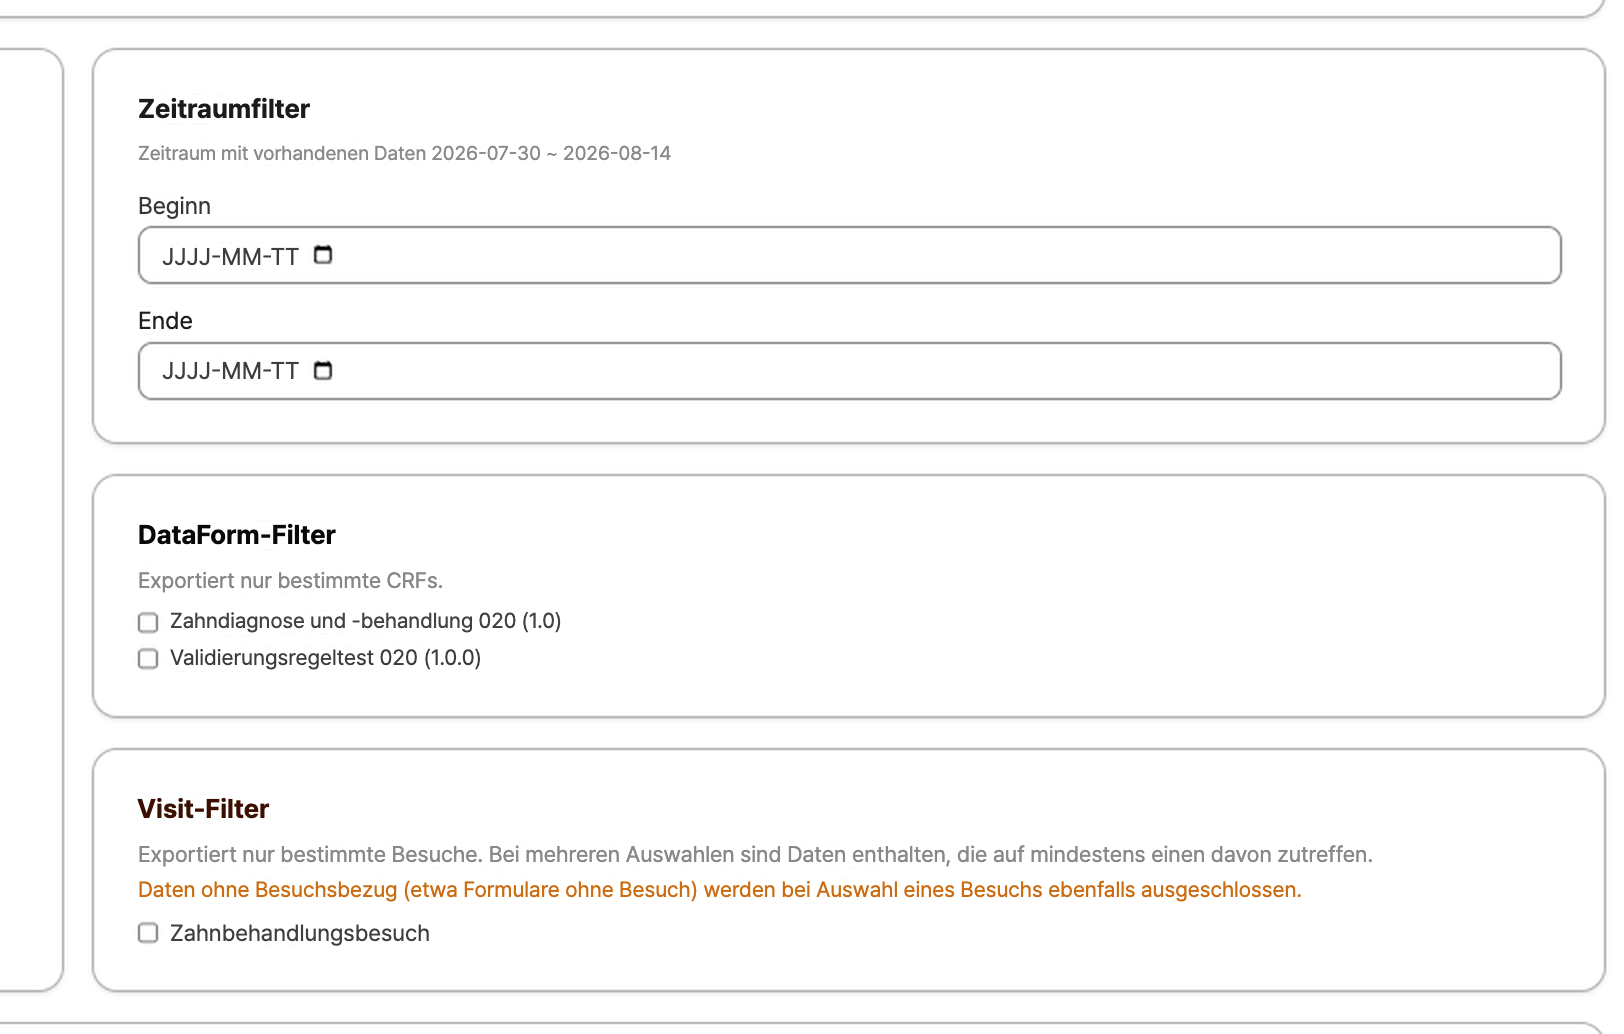 Zeitraumfilter
Zeitraum mit vorhandenen Daten 2026-07-30 ~ 2026-08-14
Beginn
JJJJ-MM-TT
Ende
JJJJ-MM-TT
DataForm-Filter
Exportiert nur bestimmte CRFs.
Zahndiagnose und -behandlung 020 (1.0)
Validierungsregeltest 020 (1.0.0)
Visit-Filter
Exportiert nur bestimmte Besuche. Bei mehreren Auswahlen sind Daten enthalten, die auf mindestens einen davon zutreffen.
Daten ohne Besuchsbezug (etwa Formulare ohne Besuch) werden bei Auswahl eines Besuchs ebenfalls ausgeschlossen.
Zahnbehandlungsbesuch